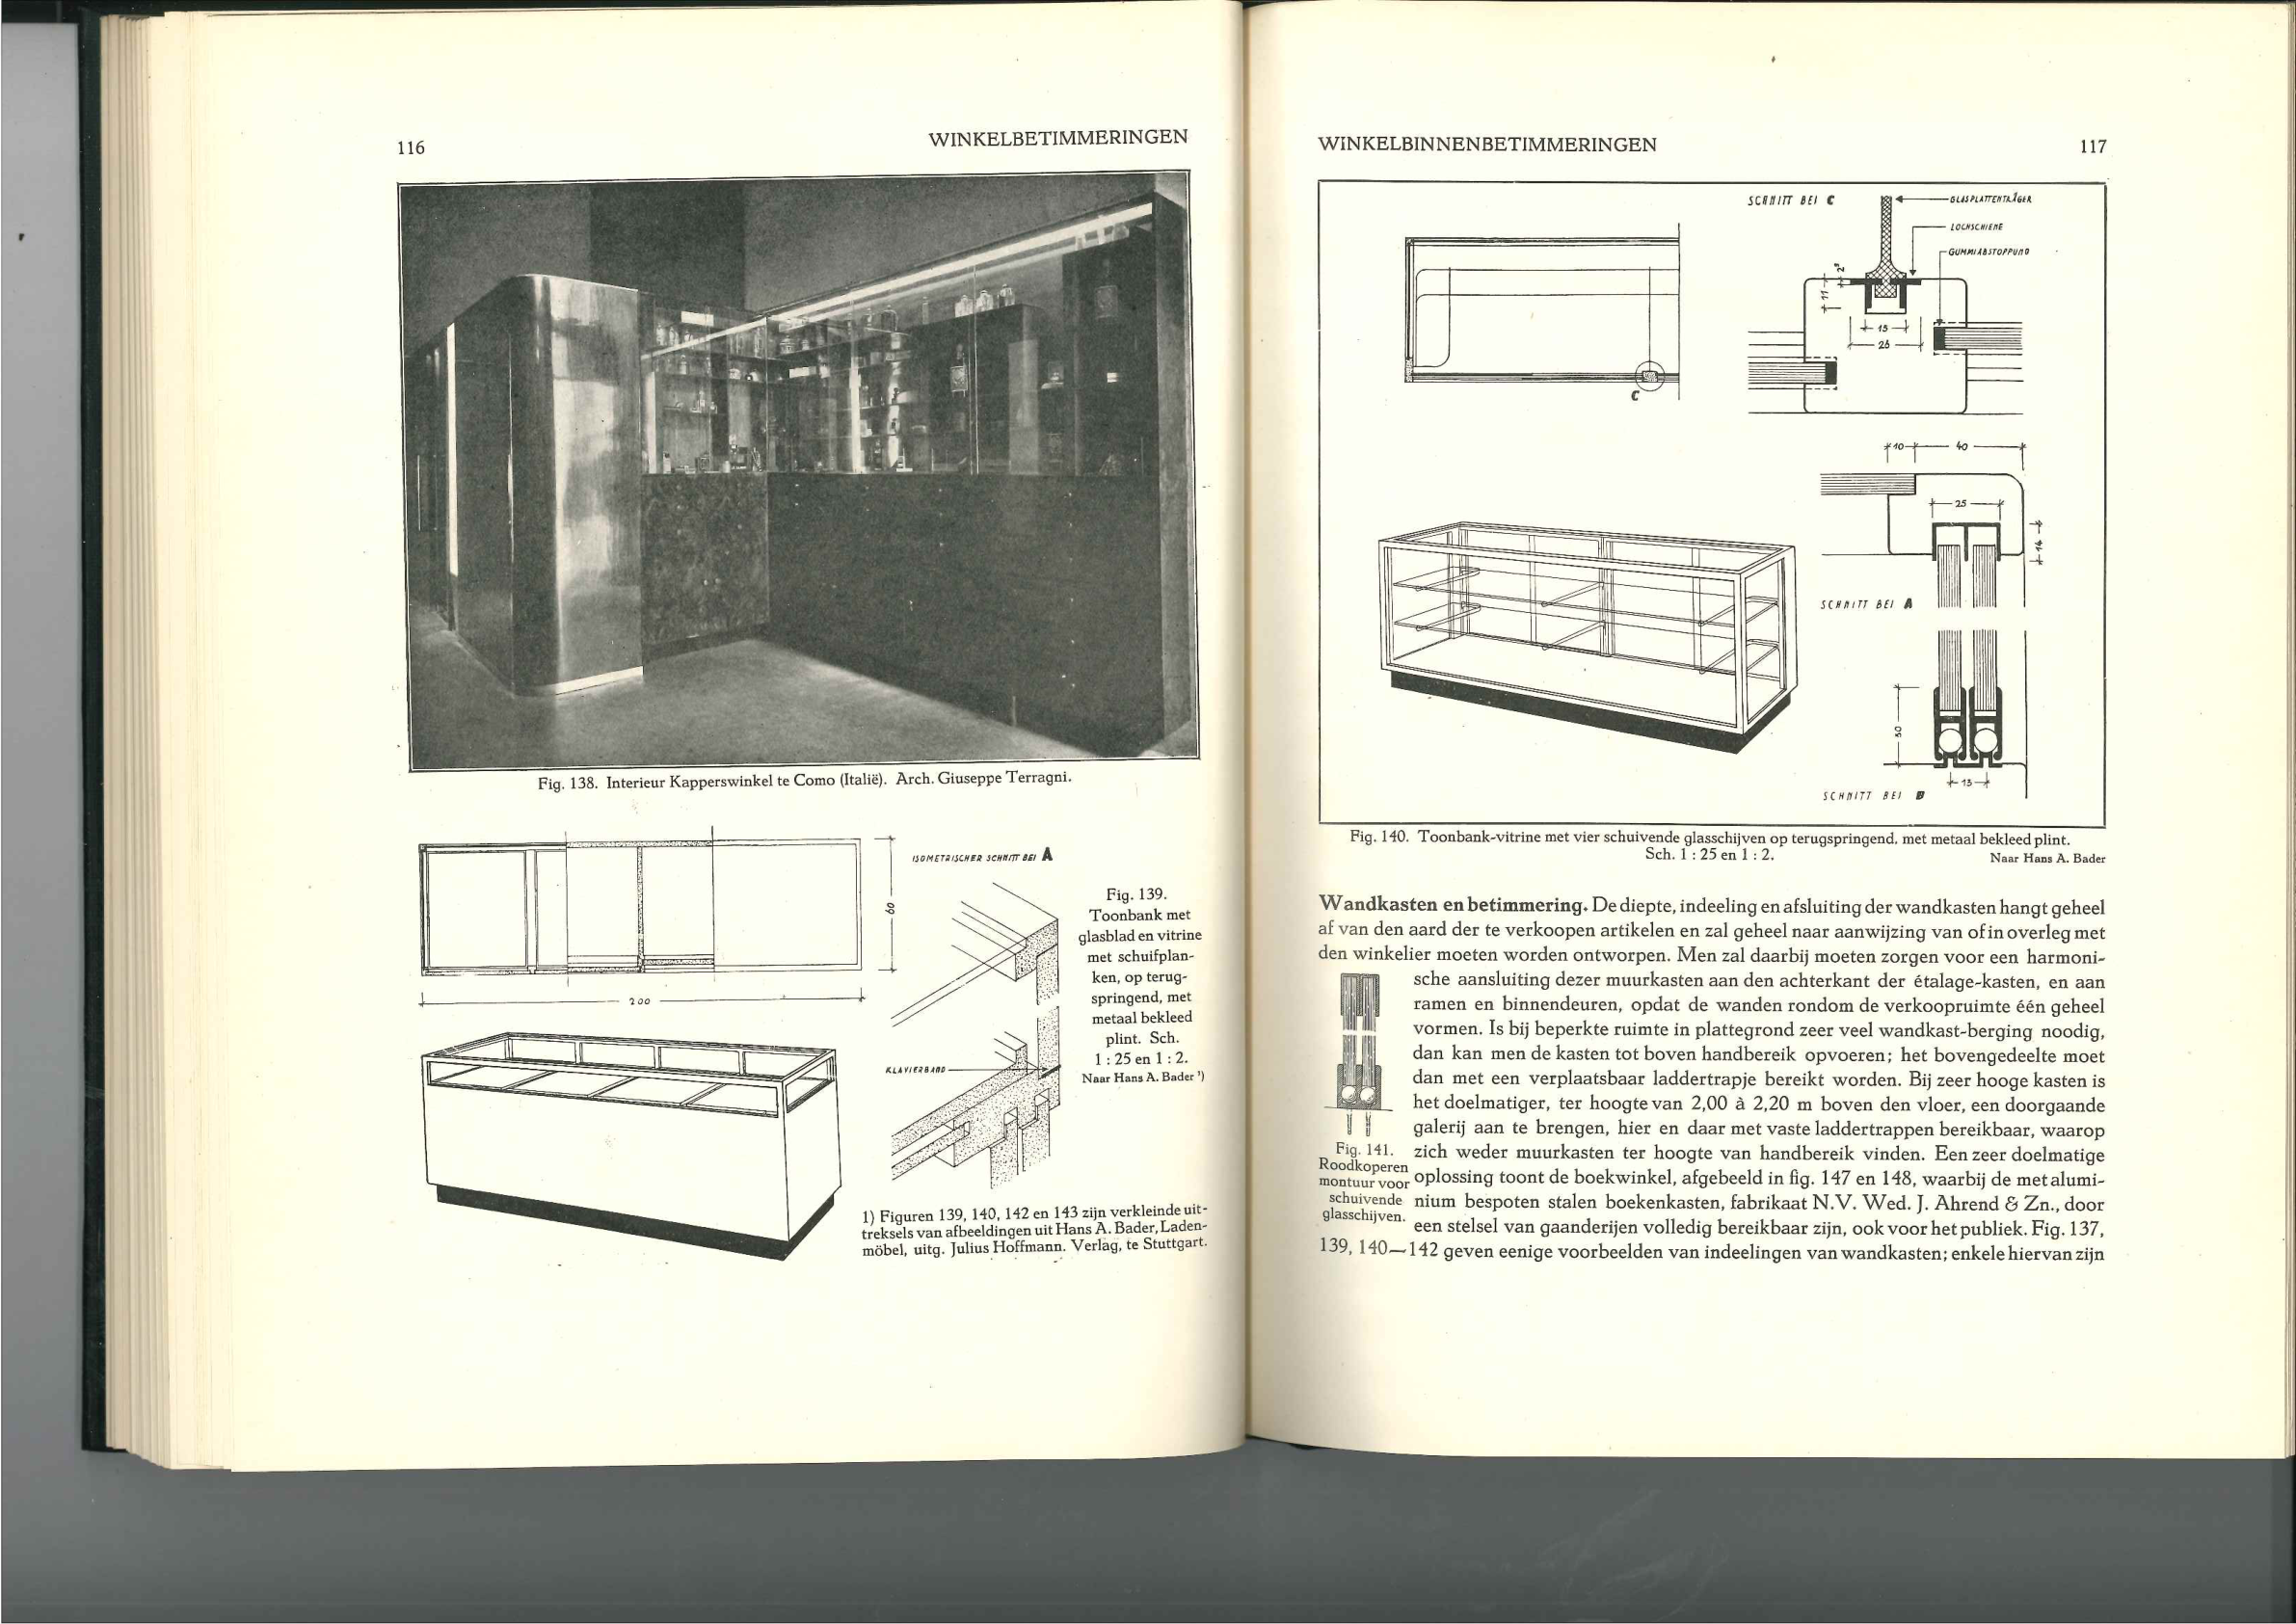 116
WINKELBETIMMERINGEN
Fig. 138. Interieur Kapperswinkel te Como (Italië). Arch. Giuseppe Terragni.
ISOMETRISCHER SCHNITT BEI A
60
200
KLAVIERBAND
Fig. 139.
Toonbank met
glasblad en vitrine
met schuifplan-
ken, op terug-
springend, met
metaal bekleed
plint. Sch.
1 : 25 en 1 : 2.
Naar Hans A. Bader ¹)
1) Figuren 139, 140, 142 en 143 zijn verkleinde uit-
treksels van afbeeldingen uit Hans A. Bader, Laden-
möbel, uitg. Julius Hoffmann. Verlag, te Stuttgart.
WINKELBINNENBETIMMERINGEN
117
SCHNITT BEI C
GLASPLATTENTRÄGER
LOCHSCHIENE
GUMMIABSTOPPUNG
2⁵
11
15
26
C
10
40
25
14
SCHNITT BEI A
30
13
SCHNITT BEI B
Fig. 140. Toonbank-vitrine met vier schuivende glasschijven op terugspringend, met metaal bekleed plint.
Sch. 1 : 25 en 1 : 2.
Naar Hans A. Bader
Wandkasten en betimmering. De diepte, indeeling en afsluiting der wandkasten hangt geheel
af van den aard der te verkoopen artikelen en zal geheel naar aanwijzing van of in overleg met
den winkelier moeten worden ontworpen. Men zal daarbij moeten zorgen voor een harmoni-
sche aansluiting dezer muurkasten aan den achterkant der étalage-kasten, en aan
ramen en binnendeuren, opdat de wanden rondom de verkoopruimte één geheel
vormen. Is bij beperkte ruimte in plattegrond zeer veel wandkast-berging noodig,
dan kan men de kasten tot boven handbereik opvoeren; het bovengedeelte moet
dan met een verplaatsbaar laddertrapje bereikt worden. Bij zeer hooge kasten is
het doelmatiger, ter hoogte van 2,00 à 2,20 m boven den vloer, een doorgaande
galerij aan te brengen, hier en daar met vaste laddertrappen bereikbaar, waarop
zich weder muurkasten ter hoogte van handbereik vinden. Een zeer doelmatige
oplossing toont de boekwinkel, afgebeeld in fig. 147 en 148, waarbij de met alumi-
nium bespoten stalen boekenkasten, fabrikaat N.V. Wed. J. Ahrend & Zn., door
een stelsel van gaanderijen volledig bereikbaar zijn, ook voor het publiek. Fig. 137,
139, 140—142 geven eenige voorbeelden van indeelingen van wandkasten; enkele hiervan zijn
Fig. 141.
Roodkoperen
montuur voor
schuivende
glasschijven.